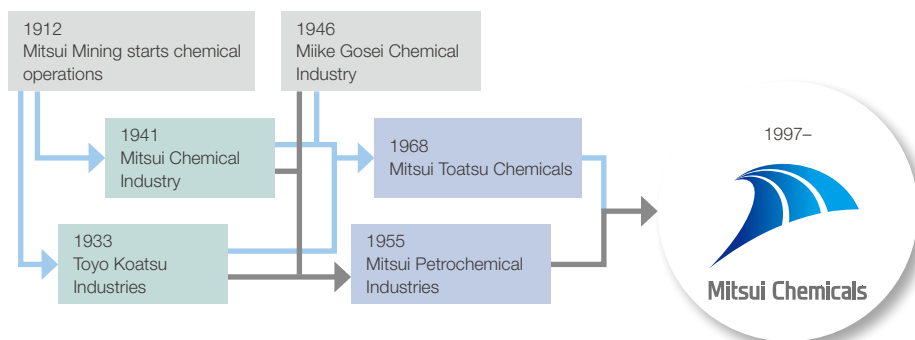 1912
Mitsui Mining starts chemical
operations
1946
Miike Gosei Chemical
Industry
1941
Mitsui Chemical
Industry
1968
Mitsui Toatsu Chemicals
1933
Toyo Koatsu
Industries
1955
Mitsui Petrochemical
Industries
1997–
Mitsui Chemicals